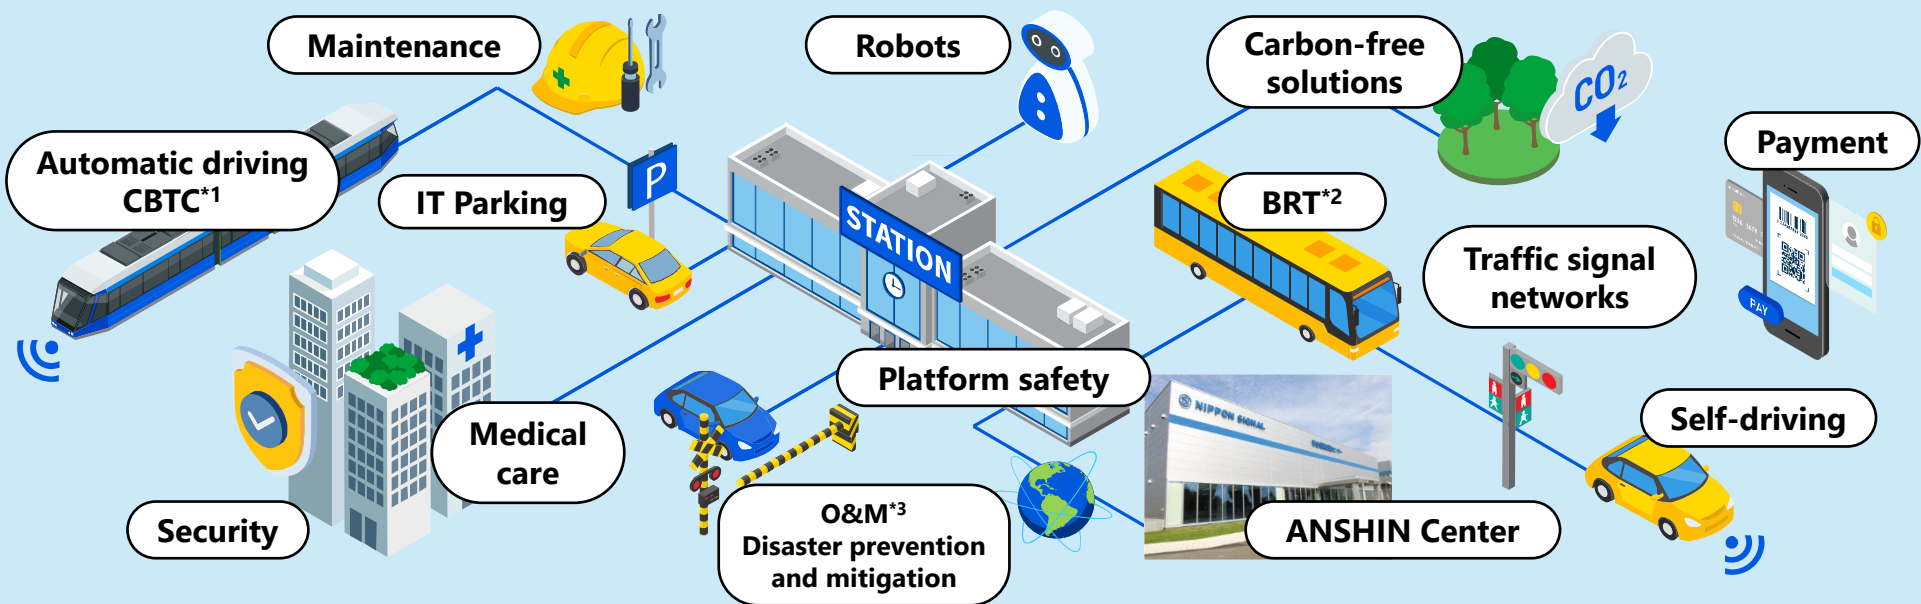 Maintenance
Robots
Carbon-free
solutions
CO₂
Payment
Automatic driving
CBTC*1
P
IT Parking
BRT*2
STATION
Traffic signal
networks
PAY
Platform safety
NIPPON SIGNAL
Self-driving
Medical
care
Security
O&M*3
Disaster prevention
and mitigation
ANSHIN Center